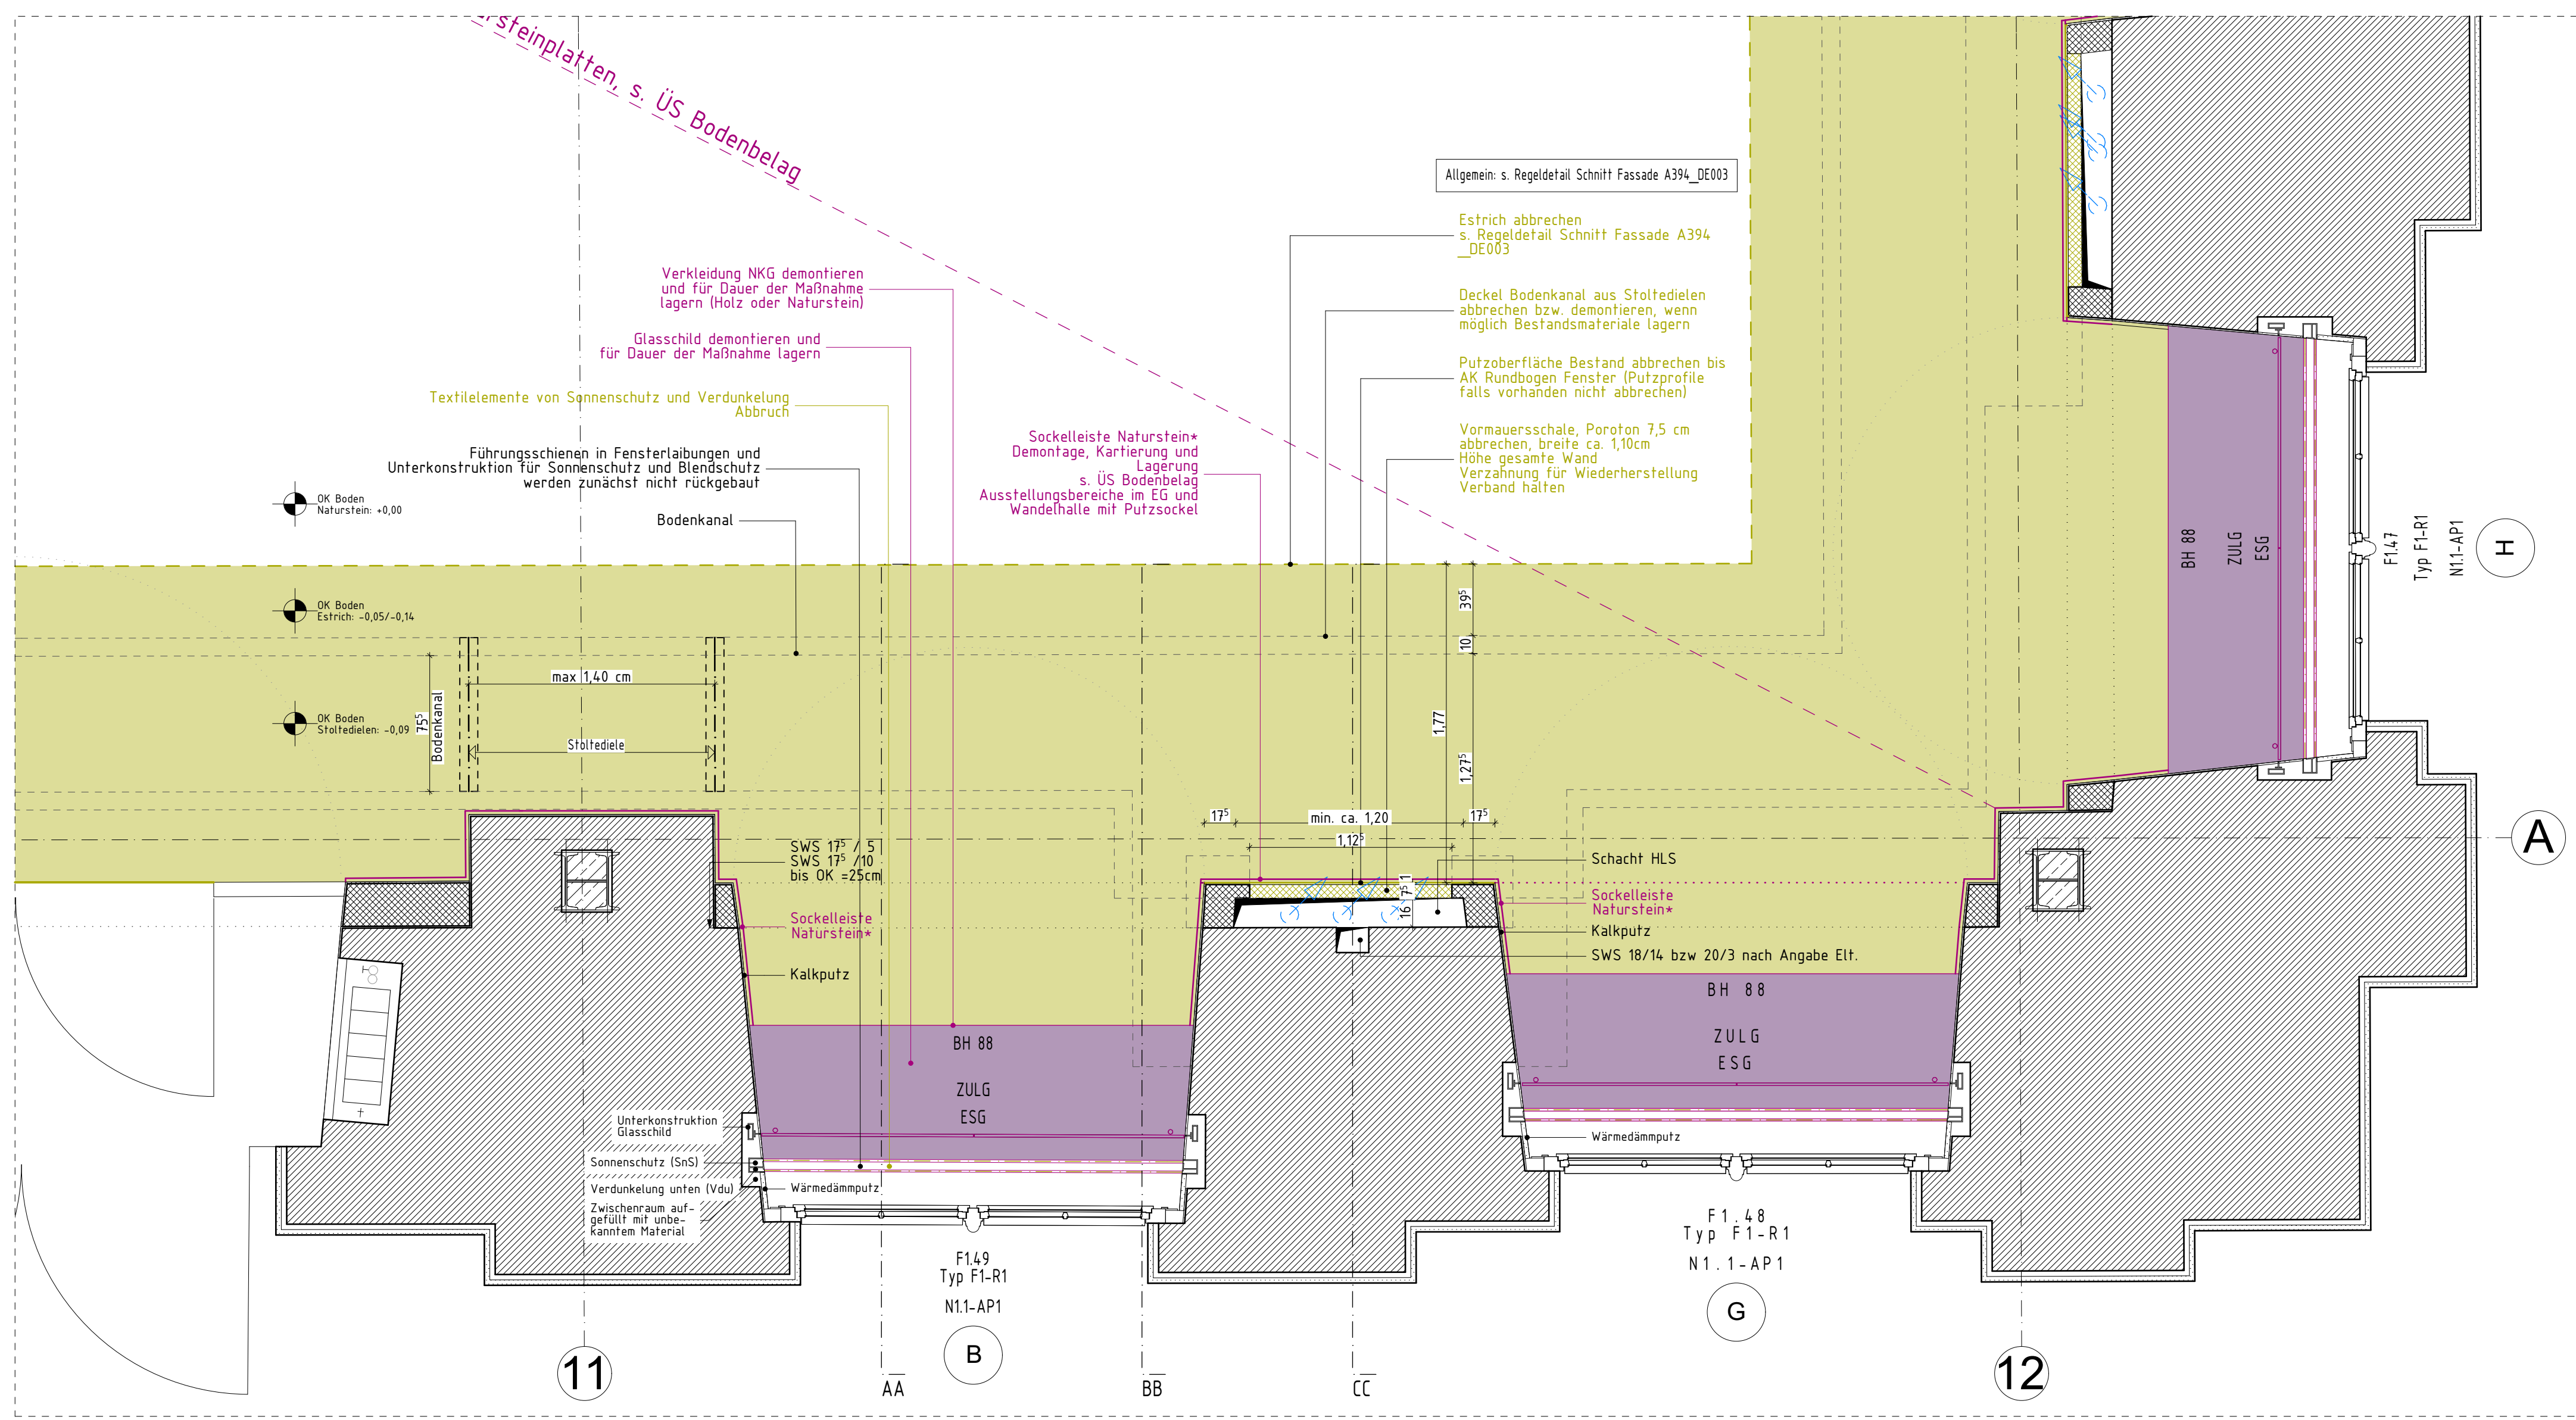 steinplatten, s. ÜS Bodenbelag
Allgemein: s. Regeldetail Schnitt Fassade A394_DE003
Estrich abbrechen
s. Regeldetail Schnitt Fassade A394
_DE003
Deckel Bodenkanal aus Stoltedielen
abbrechen bzw. demontieren, wenn
möglich Bestandsmateriale lagern
Putzoberfläche Bestand abbrechen bis
AK Rundbogen Fenster (Putzprofile
falls vorhanden nicht abbrechen)
Vormauersschale, Poroton 7,5 cm
abbrechen, breite ca. 1,10cm
Höhe gesamte Wand
Verzahnung für Wiederherstellung
Verband halten
Verkleidung NKG demontieren
und für Dauer der Maßnahme
lagern (Holz oder Naturstein)
Glasschild demontieren und
für Dauer der Maßnahme lagern
Textilelemente von Sonnenschutz und Verdunkelung
Abbruch
Führungsschienen in Fensterlaibungen und
Unterkonstruktion für Sonnenschutz und Blendschutz
werden zunächst nicht rückgebaut
Bodenkanal
Sockelleiste Naturstein*
Demontage, Kartierung und
Lagerung
s. ÜS Bodenbelag
Ausstellungsbereiche im EG und
Wandelhalle mit Putzsockel
OK Boden
Naturstein: +0,00
OK Boden
Estrich: -0,05/-0,14
OK Boden
Stoltedielen: -0,09
75⁵
Bodenkanal
max 1,40 cm
Stoltediele
39⁵
10
1,77
1,27⁵
17⁵
min. ca. 1,20
17⁵
1,12⁵
16
7⁵
1
SWS 17⁵ / 5
SWS 17⁵ /10
bis OK =25cm
Sockelleiste
Naturstein*
Kalkputz
Schacht HLS
Sockelleiste
Naturstein*
Kalkputz
SWS 18/14 bzw 20/3 nach Angabe Elt.
BH 88
ZULG
ESG
BH 88
ZULG
ESG
BH 88
ZULG
ESG
Unterkonstruktion
Glasschild
Sonnenschutz (SnS)
Verdunkelung unten (Vdu)
Zwischenraum auf-
gefüllt mit unbe-
kanntem Material
Wärmedämmputz
Wärmedämmputz
F1.49
Typ F1-R1
N1.1-AP1
B
F1.48
Typ F1-R1
N1.1-AP1
G
F1.47
Typ F1-R1
N1.1-AP1
H
A
11
12
AA
BB
CC